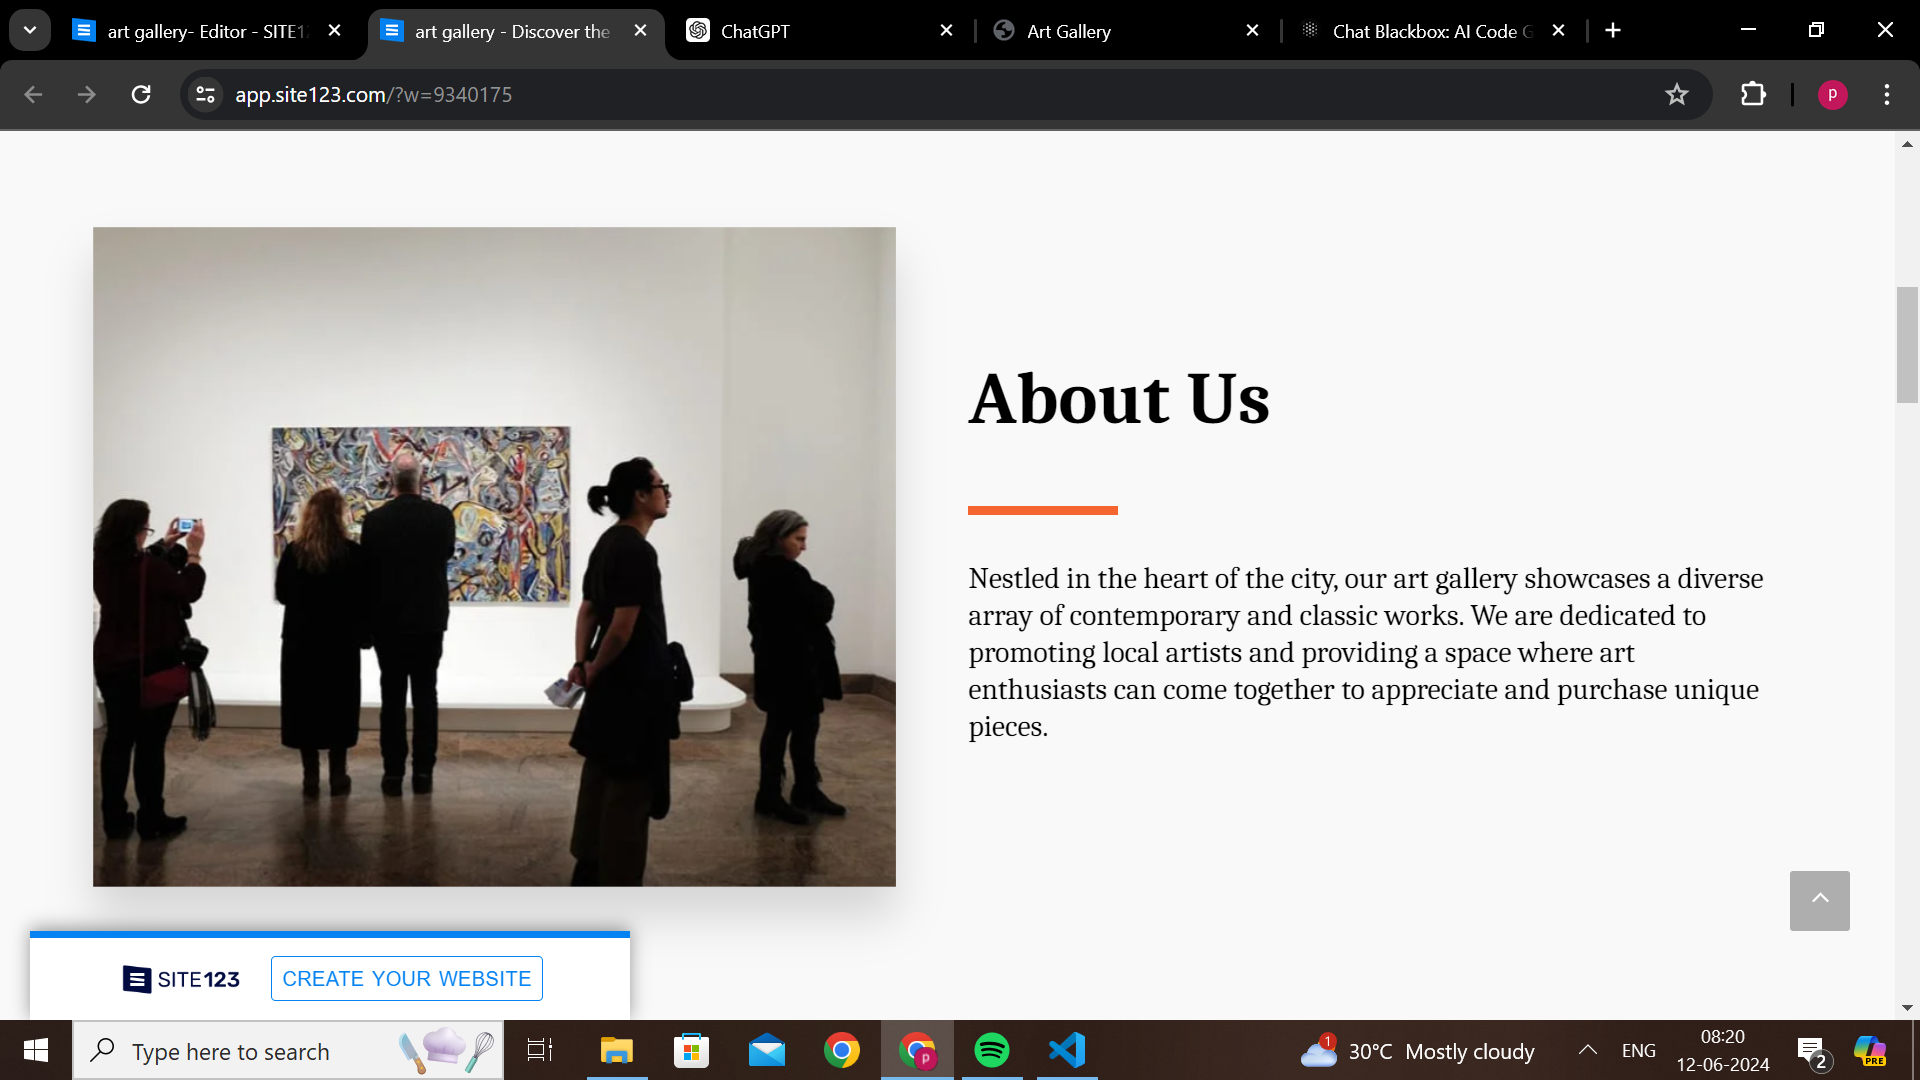 art gallery- Editor - SITE1
art gallery - Discover the
ChatGPT
Art Gallery
Chat Blackbox: AI Code G
app.site123.com/?w=9340175
p
About Us
Nestled in the heart of the city, our art gallery showcases a diverse
array of contemporary and classic works. We are dedicated to
promoting local artists and providing a space where art
enthusiasts can come together to appreciate and purchase unique
pieces.
SITE123
CREATE YOUR WEBSITE
Type here to search
p
1
30°C Mostly cloudy
ENG
08:20
12-06-2024
2
PRE